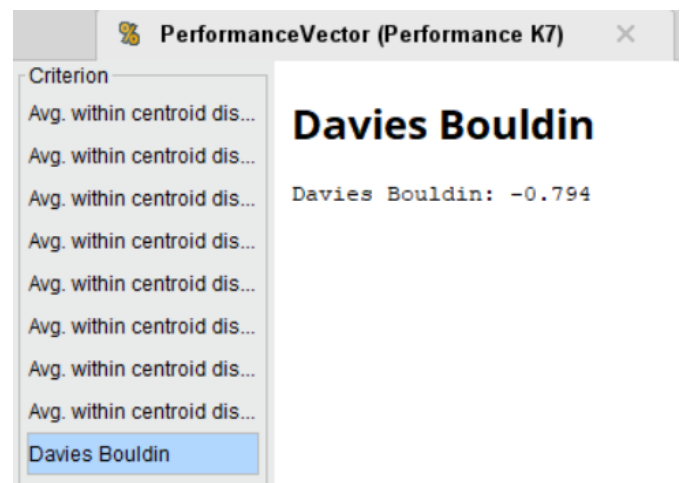 PerformanceVector (Performance K7)
Criterion
Avg. within centroid dis...
Avg. within centroid dis...
Avg. within centroid dis...
Avg. within centroid dis...
Avg. within centroid dis...
Avg. within centroid dis...
Avg. within centroid dis...
Avg. within centroid dis...
Davies Bouldin
Davies Bouldin
Davies Bouldin: -0.794